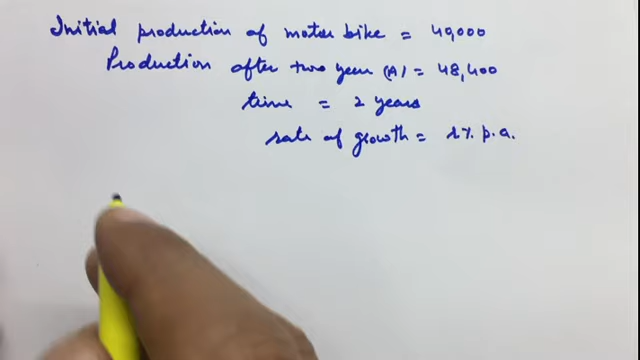 Initial production of motor bike = 40,000
Production after two year (A) = 48,400
time = 2 years
rate of growth = r% p.a.